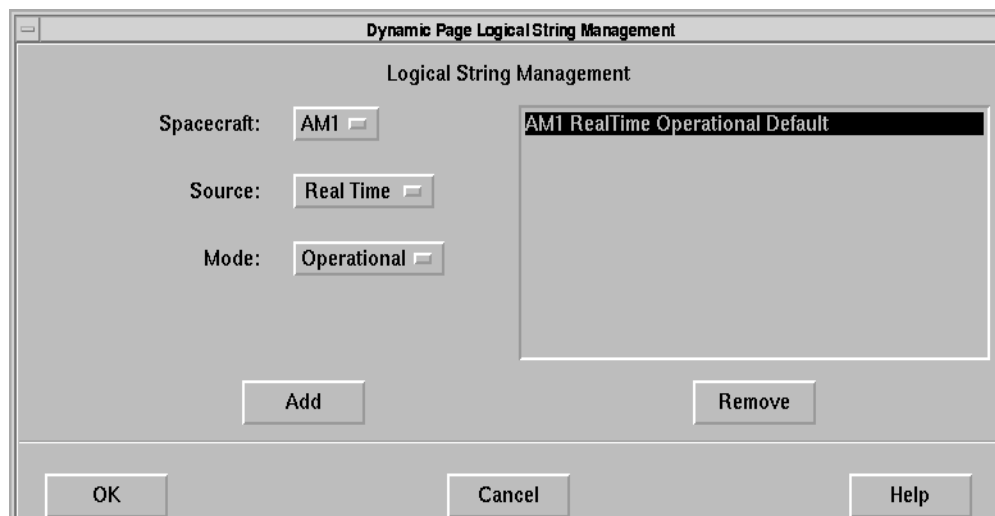 Dynamic Page Logical String Management
Logical String Management
Spacecraft: AM1
AM1 RealTime Operational Default
Source: Real Time
Mode: Operational
Add
Remove
OK
Cancel
Help